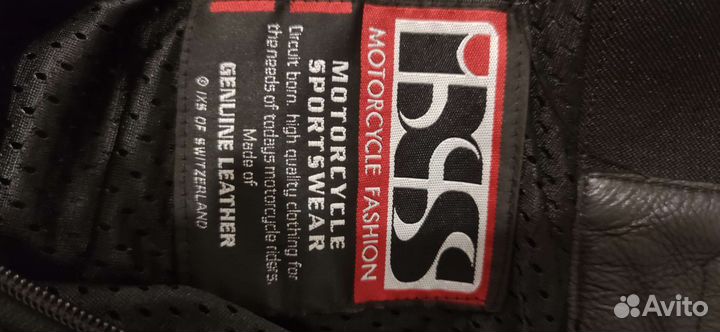 ixs
MOTORCYCLE FASHION
MOTORCYCLE
SPORTSWEAR
Circuit born, high quality clothing for
the needs of todays motorcycle riders.
Made of
GENUINE LEATHER
© IXS OF SWITZERLAND
Avito